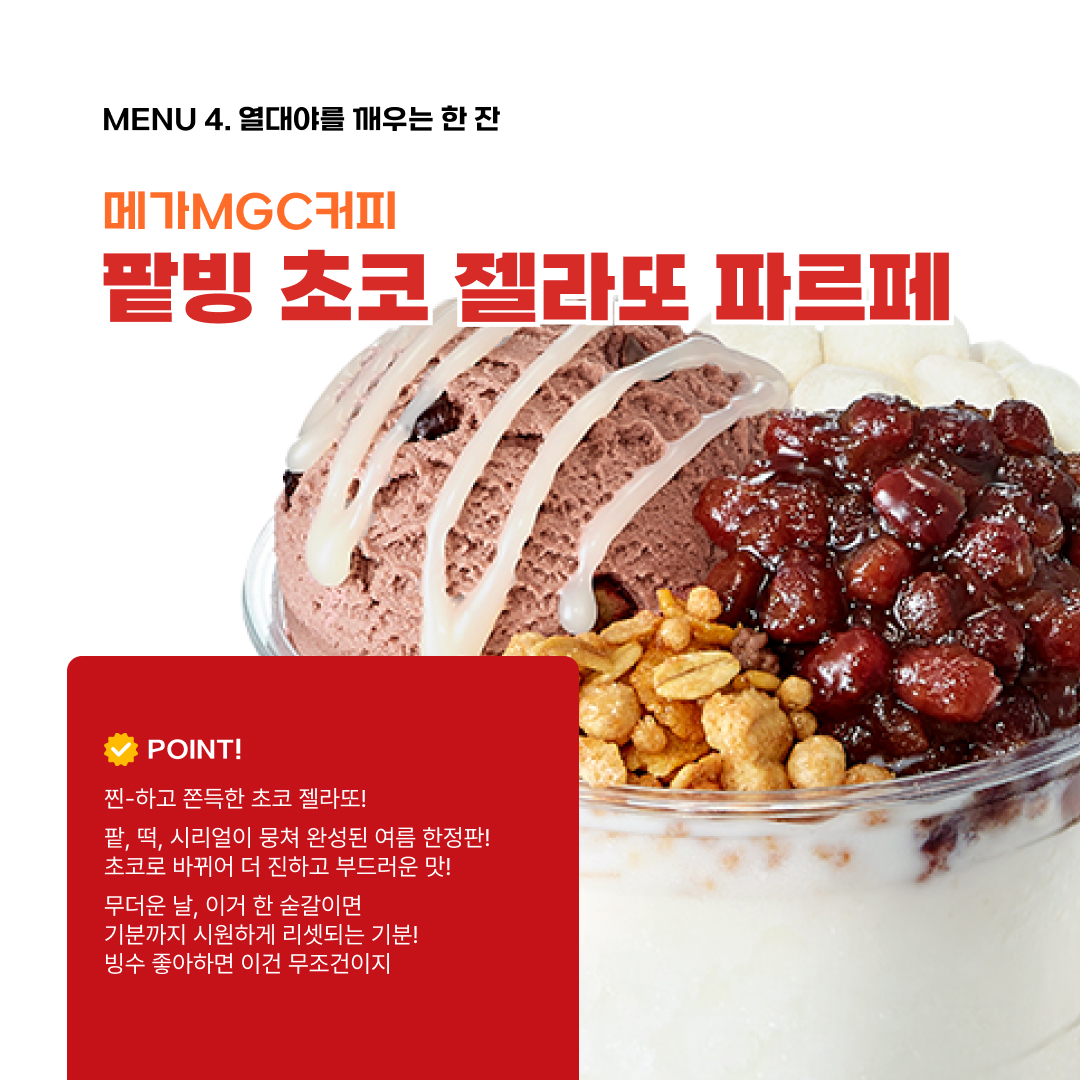 MENU 4. 열대야를 깨우는 한 잔
메가MGC커피
팥빙 초코 젤라또 파르페
POINT!
찐-하고 쫀득한 초코 젤라또!
팥, 떡, 시리얼이 뭉쳐 완성된 여름 한정판!
초코로 바뀌어 더 진하고 부드러운 맛!
무더운 날, 이거 한 숟갈이면
기분까지 시원하게 리셋되는 기분!
빙수 좋아하면 이건 무조건이지